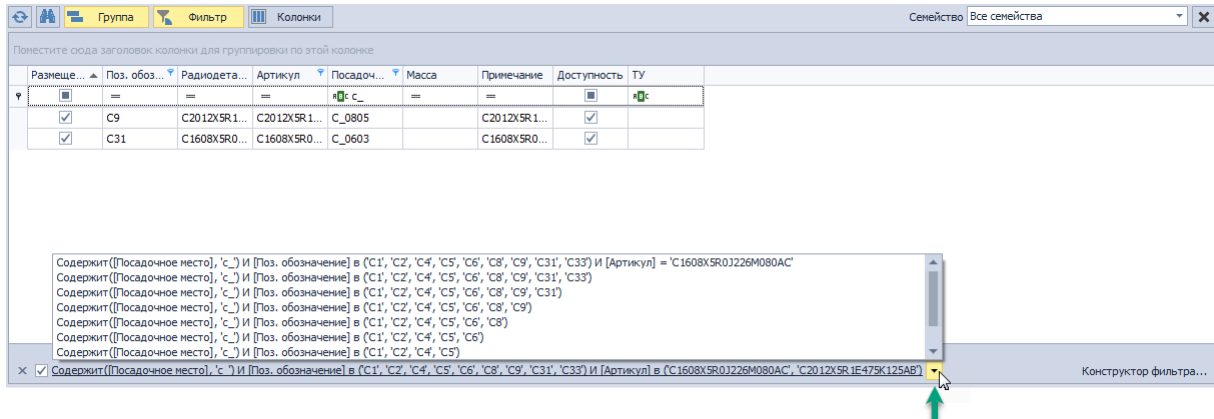 Группа Фильтр Колонки Семейство Все семейства
Поместите сюда заголовок колонки для группировки по этой колонке
Размеще... Поз. обоз... Радиодета... Артикул Посадоч... Масса Примечание Доступность ТУ
= = = ABC c_ = = ABC
C9 C2012X5R1... C2012X5R1... C_0805 C2012X5R1...
C31 C1608X5R0... C1608X5R0... C_0603 C1608X5R0...
Содержит([Посадочное место], 'c_') И [Поз. обозначение] в ('C1', 'C2', 'C4', 'C5', 'C6', 'C8', 'C9', 'C31', 'C33') И [Артикул] = 'C1608X5R0J226M080AC'
Содержит([Посадочное место], 'c_') И [Поз. обозначение] в ('C1', 'C2', 'C4', 'C5', 'C6', 'C8', 'C9', 'C31', 'C33')
Содержит([Посадочное место], 'c_') И [Поз. обозначение] в ('C1', 'C2', 'C4', 'C5', 'C6', 'C8', 'C9', 'C31')
Содержит([Посадочное место], 'c_') И [Поз. обозначение] в ('C1', 'C2', 'C4', 'C5', 'C6', 'C8', 'C9')
Содержит([Посадочное место], 'c_') И [Поз. обозначение] в ('C1', 'C2', 'C4', 'C5', 'C6', 'C8')
Содержит([Посадочное место], 'c_') И [Поз. обозначение] в ('C1', 'C2', 'C4', 'C5', 'C6')
Содержит([Посадочное место], 'c_') И [Поз. обозначение] в ('C1', 'C2', 'C4', 'C5')
Содержит([Посадочное место], 'c_') И [Поз. обозначение] в ('C1', 'C2', 'C4', 'C5', 'C6', 'C8', 'C9', 'C31', 'C33') И [Артикул] в ('C1608X5R0J226M080AC', 'C2012X5R1E475K125AB') Конструктор фильтра...